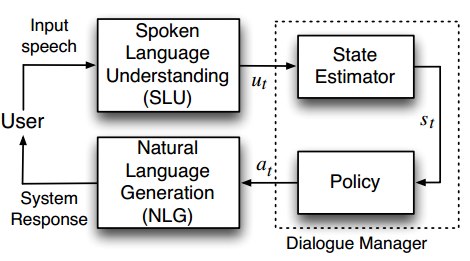 Input
speech
Spoken
Language
Understanding
(SLU)
u_t
State
Estimator
s_t
User
Natural
Language
Generation
(NLG)
a_t
Policy
System
Response
Dialogue Manager